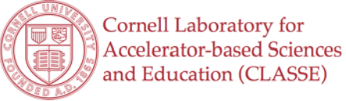 CORNELL UNIVERSITY
FOUNDED A.D. 1865
Cornell Laboratory for
Accelerator-based Sciences
and Education (CLASSE)